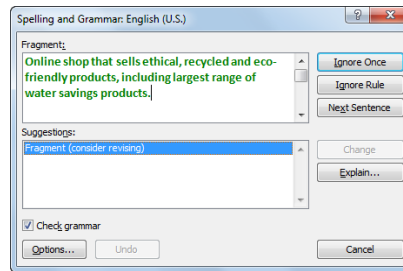 Spelling and Grammar: English (U.S.)
Fragment:
Online shop that sells ethical, recycled and eco-
friendly products, including largest range of
water savings products.
Ignore Once
Ignore Rule
Next Sentence
Suggestions:
Fragment (consider revising)
Change
Explain...
Check grammar
Options...
Undo
Cancel